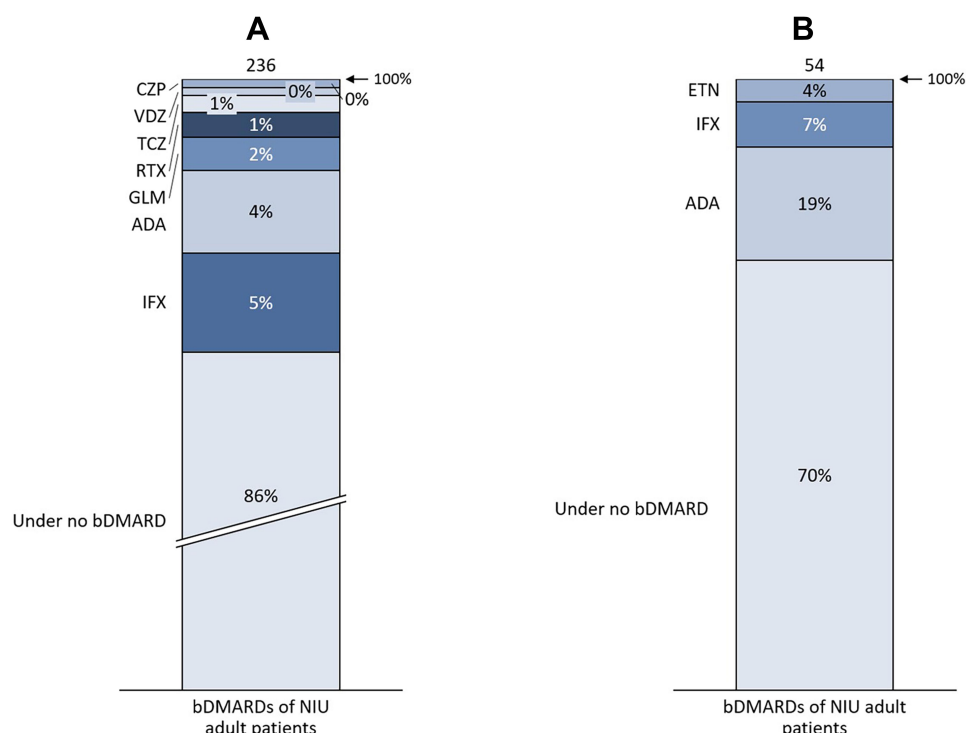 A
236
100%
CZP
0%
0%
VDZ
1%
TCZ
1%
RTX
2%
GLM
ADA
4%
IFX
5%
86%
Under no bDMARD
bDMARDs of NIU
adult patients
B
54
100%
ETN
4%
IFX
7%
ADA
19%
70%
Under no bDMARD
bDMARDs of NIU adult
patients